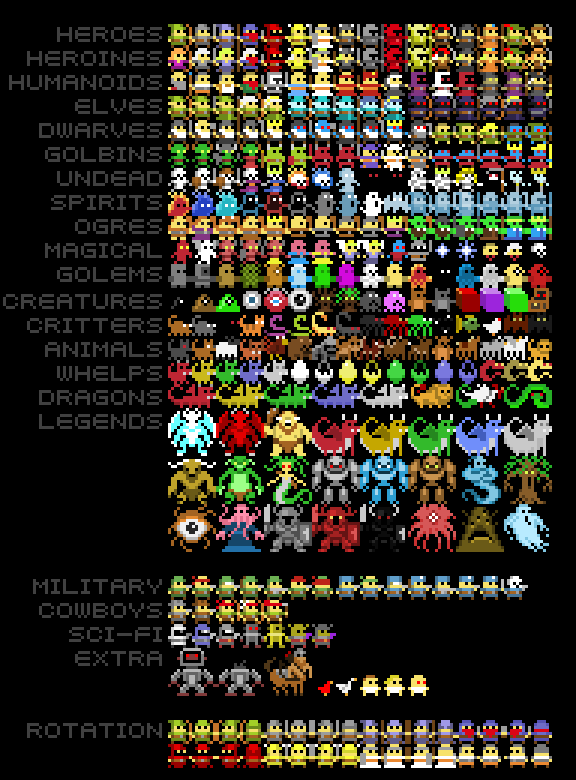 HEROES
HEROINES
HUMANOIDS
ELVES
DWARVES
GOLBINS
UNDEAD
SPIRITS
OGRES
MAGICAL
GOLEMS
CREATURES
CRITTERS
ANIMALS
WHELPS
DRAGONS
LEGENDS
MILITARY
COWBOYS
SCI-FI
EXTRA
ROTATION